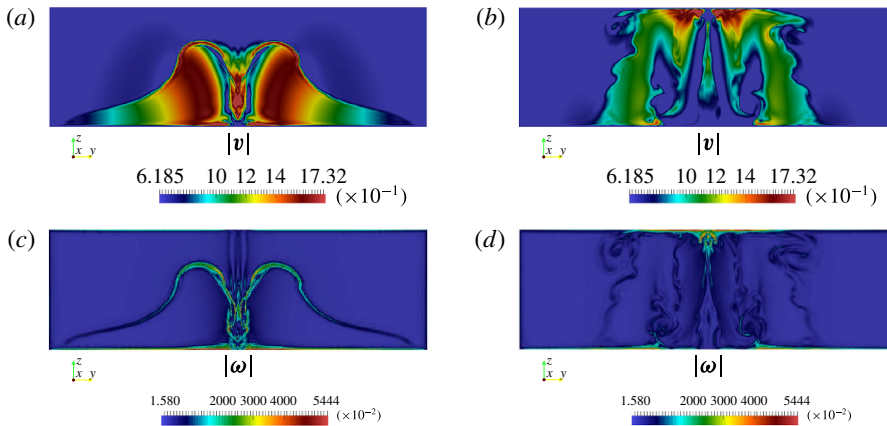 (a)
(b)
z
x y
|v|
6.185 10 12 14 17.32
(×10⁻¹)
z
x y
|v|
6.185 10 12 14 17.32
(×10⁻¹)
(c)
(d)
z
x y
|ω|
1.580 2000 3000 4000 5444
(×10⁻²)
z
x y
|ω|
1.580 2000 3000 4000 5444
(×10⁻²)